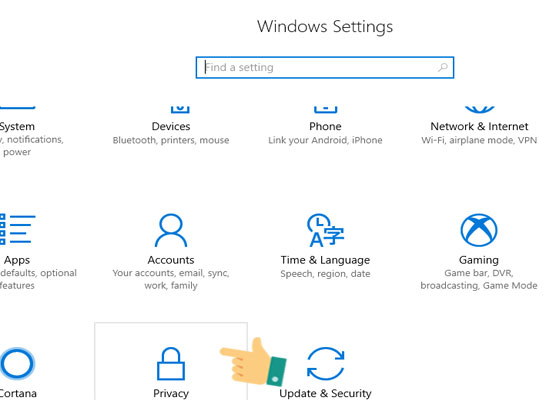 Windows Settings
Find a setting
System
Devices
Phone
Network & Internet
y, notifications,
power
Bluetooth, printers, mouse
Link your Android, iPhone
Wi-Fi, airplane mode, VPN
Apps
Accounts
Time & Language
Gaming
defaults, optional
features
Your accounts, email, sync,
work, family
Speech, region, date
Game bar, DVR,
broadcasting, Game Mode
A字
Cortana
Privacy
Update & Security